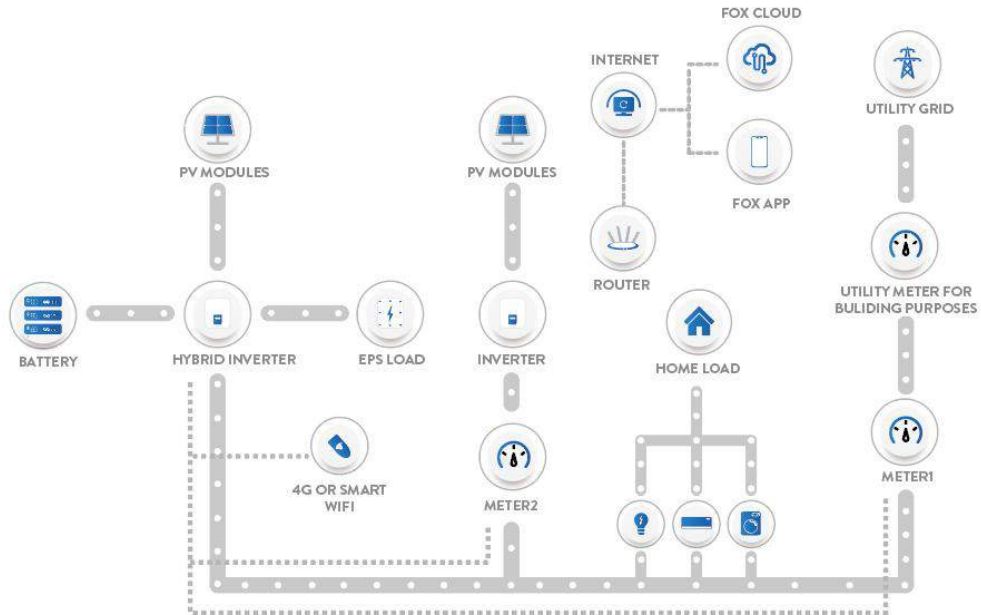 FOX CLOUD
INTERNET
UTILITY GRID
PV MODULES
PV MODULES
FOX APP
ROUTER
UTILITY METER FOR
BULIDING PURPOSES
BATTERY
HYBRID INVERTER
EPS LOAD
INVERTER
HOME LOAD
4G OR SMART
WIFI
METER2
METER1